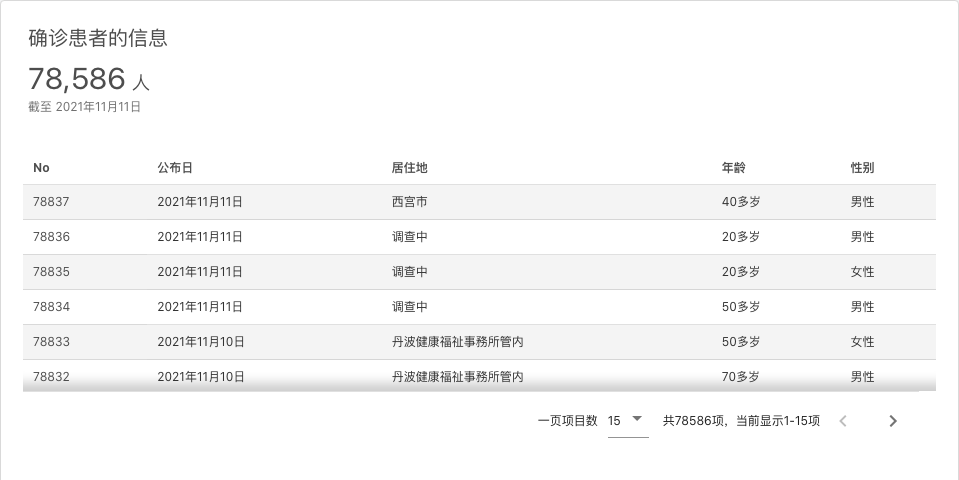 确诊患者的信息
78,586 人
截至 2021年11月11日
No 公布日 居住地 年龄 性别
78837 2021年11月11日 西宫市 40多岁 男性
78836 2021年11月11日 调查中 20多岁 男性
78835 2021年11月11日 调查中 20多岁 女性
78834 2021年11月11日 调查中 50多岁 男性
78833 2021年11月10日 丹波健康福祉事務所管内 50多岁 女性
78832 2021年11月10日 丹波健康福祉事務所管内 70多岁 男性
一页项目数 15 共78586项，当前显示1-15项